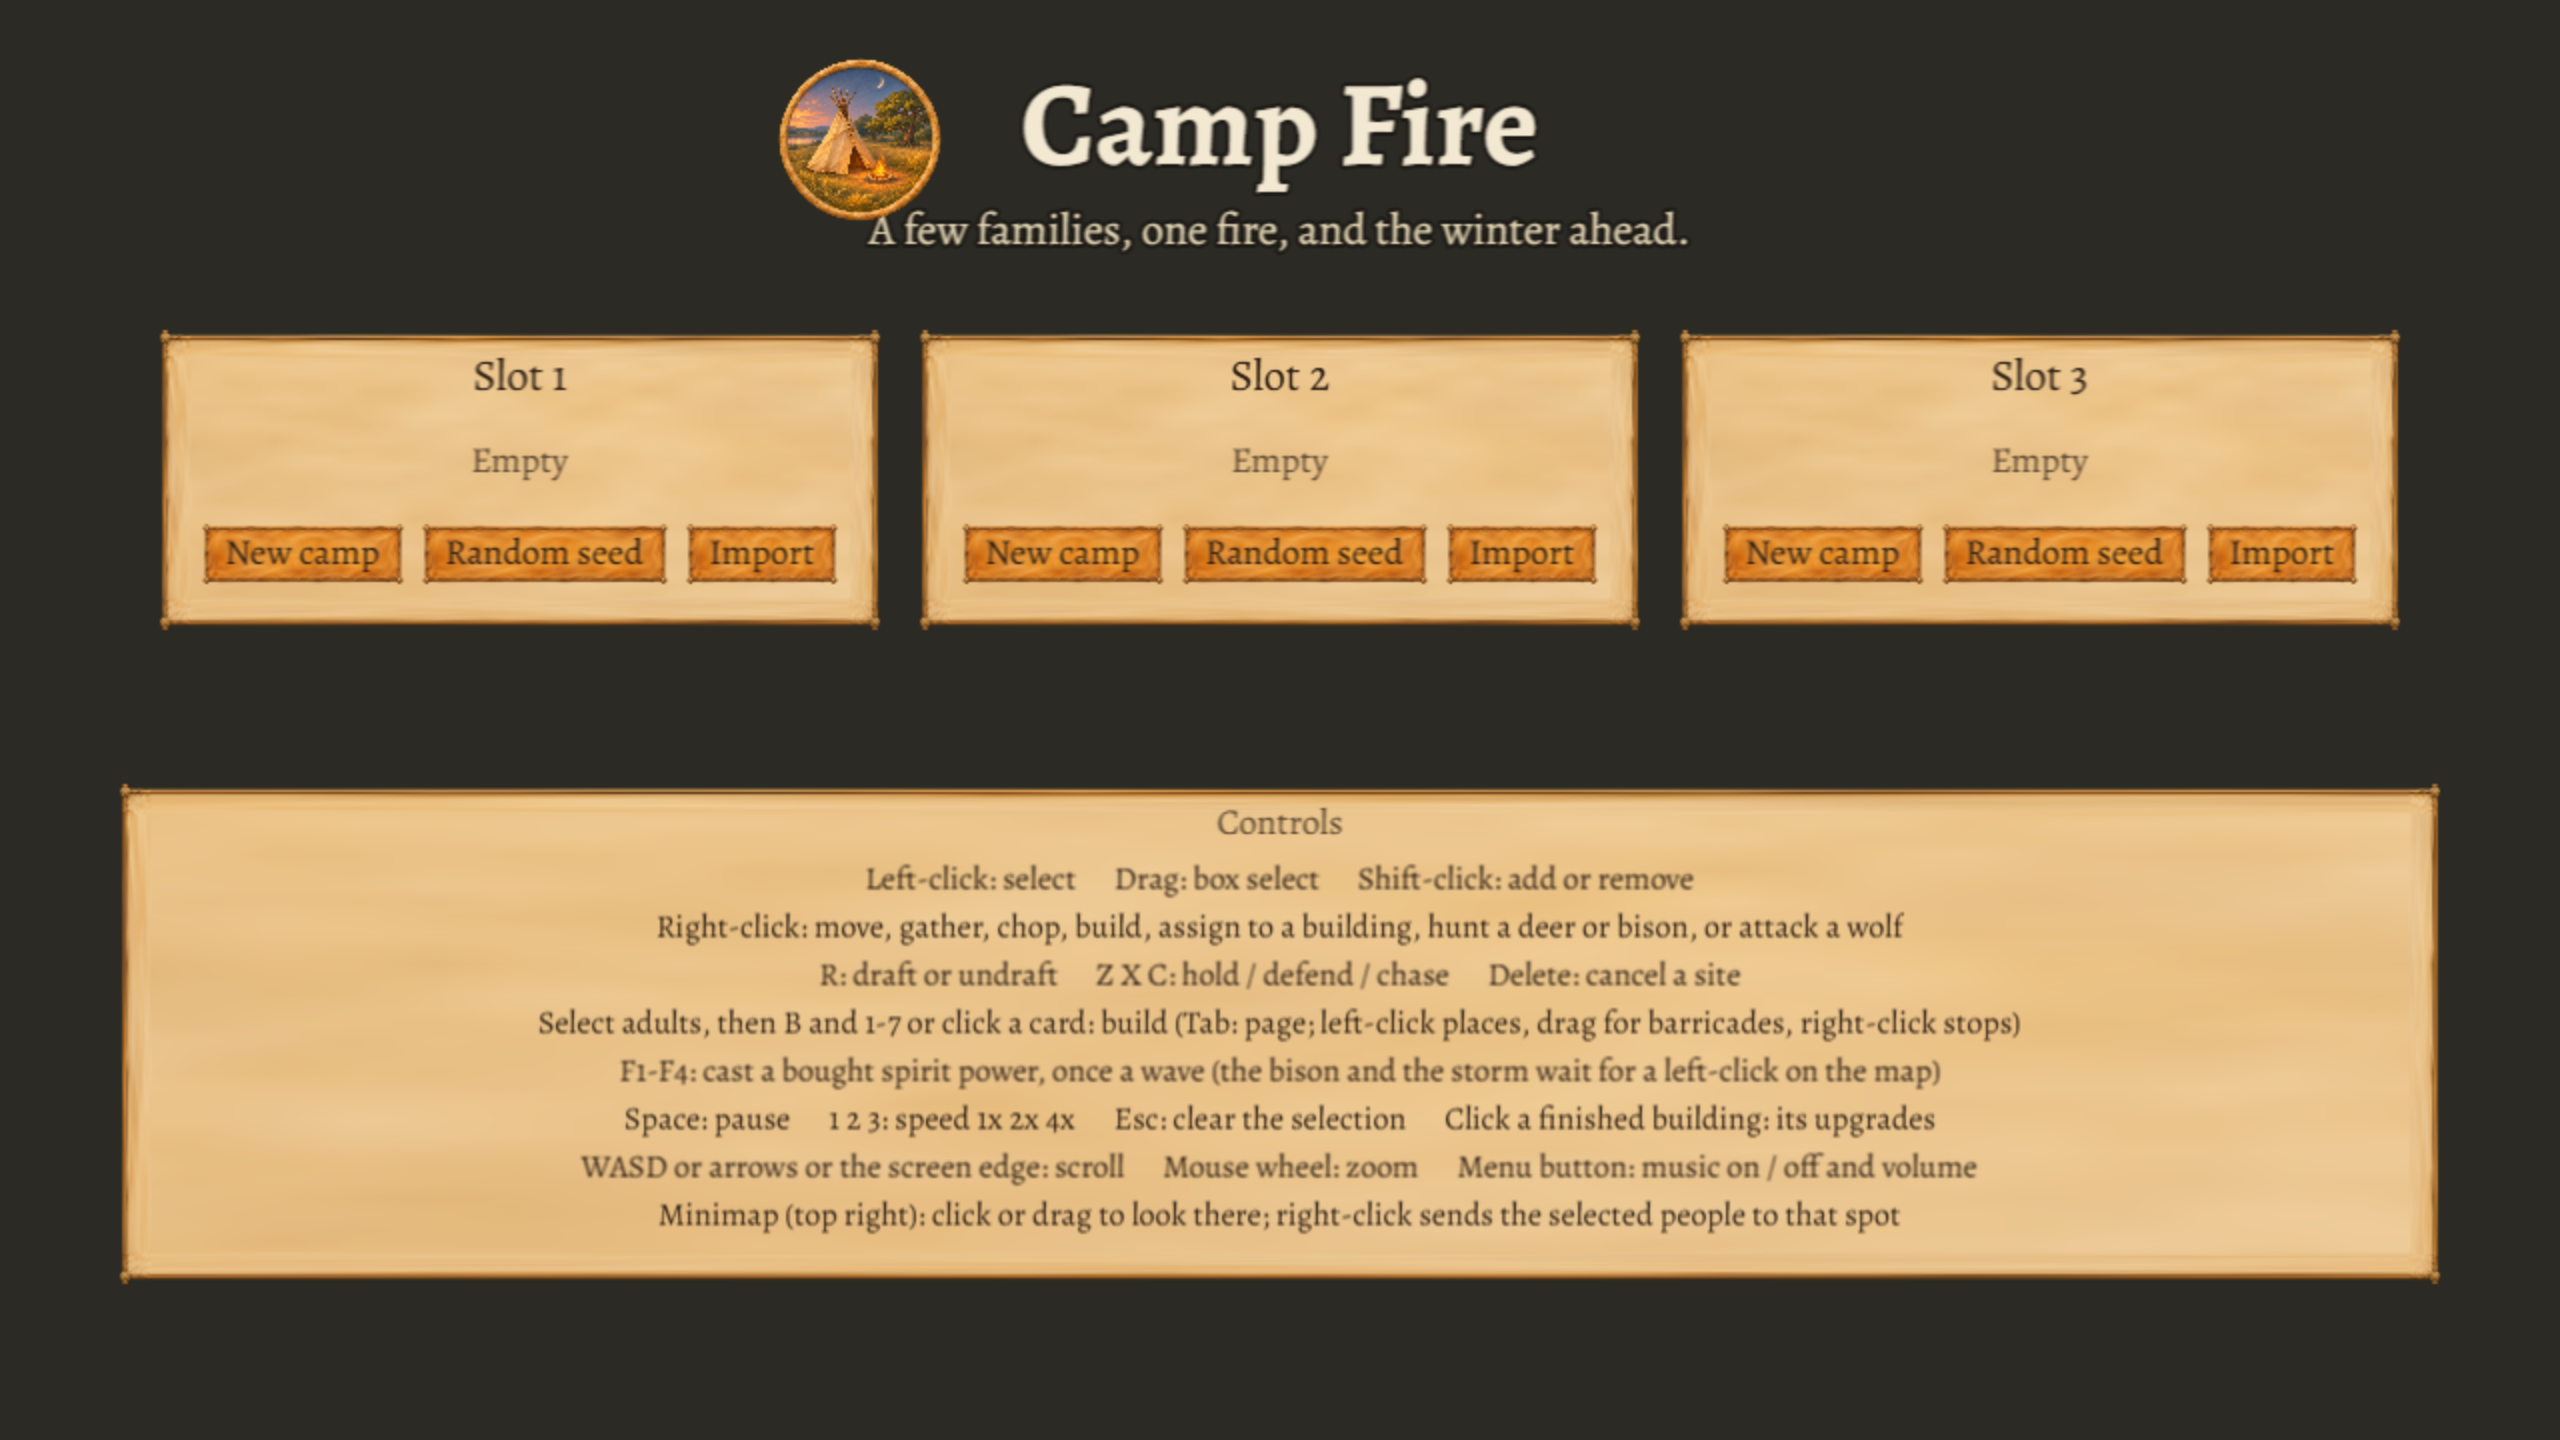 Camp Fire
A few families, one fire, and the winter ahead.
Slot 1
Empty
New camp Random seed Import
Slot 2
Empty
New camp Random seed Import
Slot 3
Empty
New camp Random seed Import
Controls
Left-click: select Drag: box select Shift-click: add or remove
Right-click: move, gather, chop, build, assign to a building, hunt a deer or bison, or attack a wolf
R: draft or undraft Z X C: hold / defend / chase Delete: cancel a site
Select adults, then B and 1-7 or click a card: build (Tab: page; left-click places, drag for barricades, right-click stops)
F1-F4: cast a bought spirit power, once a wave (the bison and the storm wait for a left-click on the map)
Space: pause 1 2 3: speed 1x 2x 4x Esc: clear the selection Click a finished building: its upgrades
WASD or arrows or the screen edge: scroll Mouse wheel: zoom Menu button: music on / off and volume
Minimap (top right): click or drag to look there; right-click sends the selected people to that spot